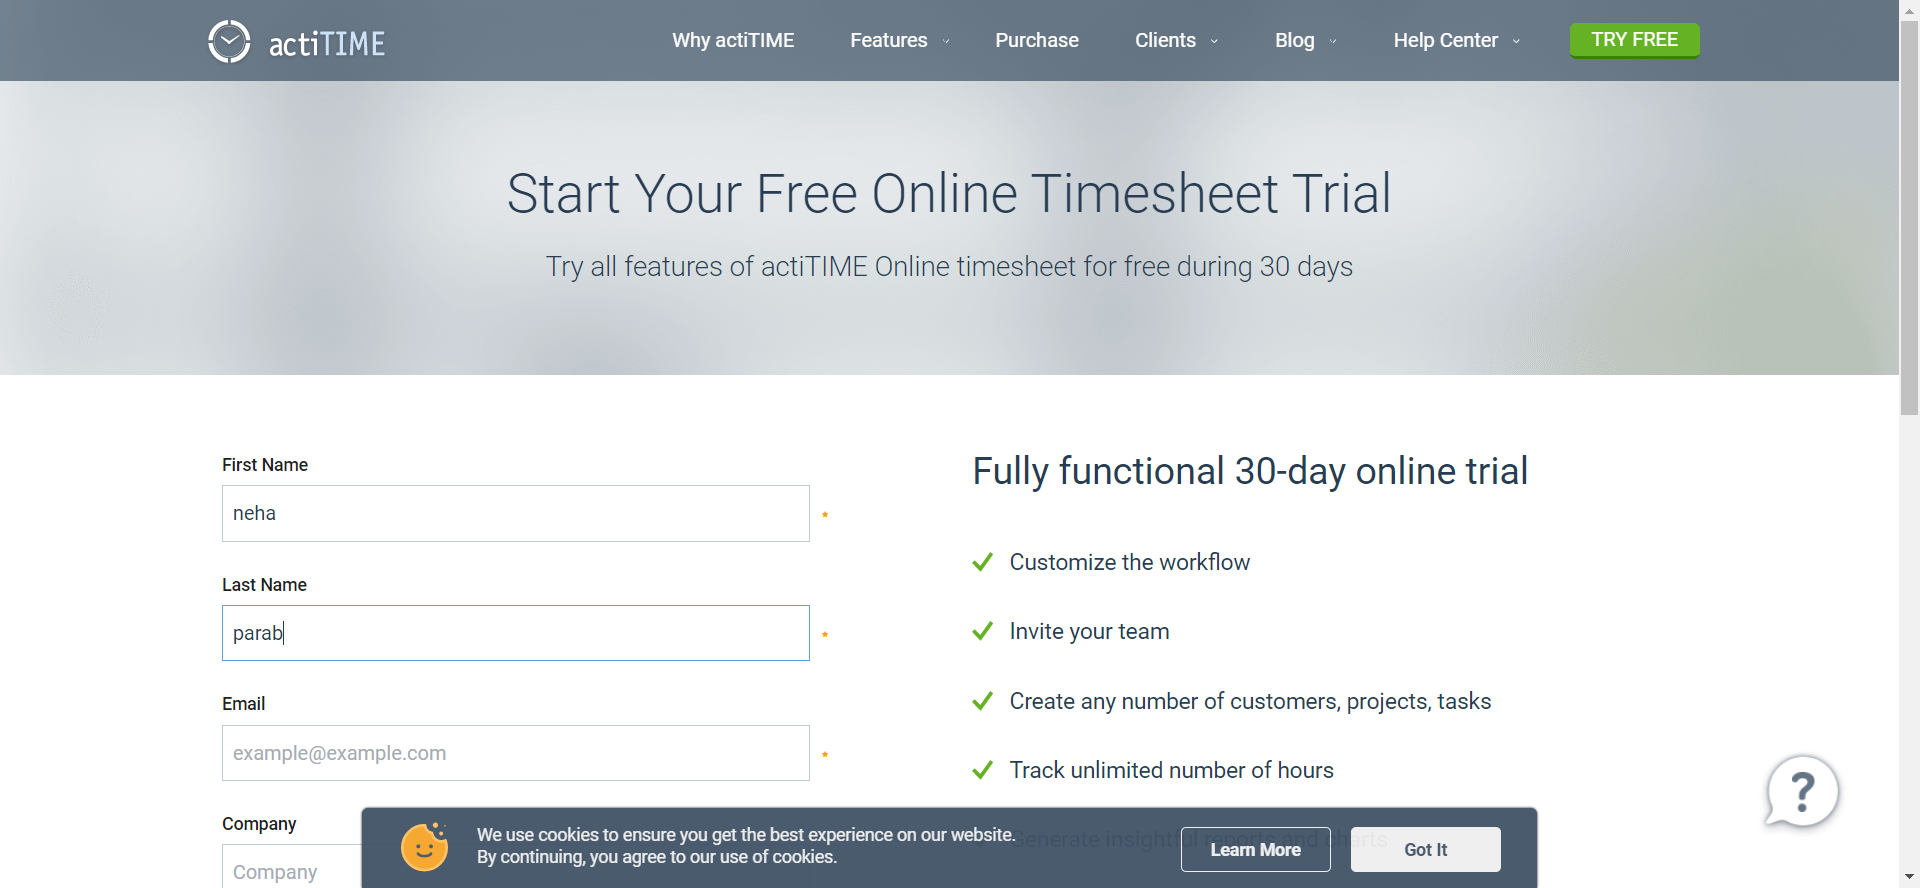 actiTIME
Why actiTIME Features Purchase Clients Blog Help Center TRY FREE
Start Your Free Online Timesheet Trial
Try all features of actiTIME Online timesheet for free during 30 days
First Name
neha
*
Last Name
parab
*
Email
example@example.com
*
Company
Company
Fully functional 30-day online trial
Customize the workflow
Invite your team
Create any number of customers, projects, tasks
Track unlimited number of hours
Generate insightful reports and charts
We use cookies to ensure you get the best experience on our website.
By continuing, you agree to our use of cookies.
Learn More
Got It
?